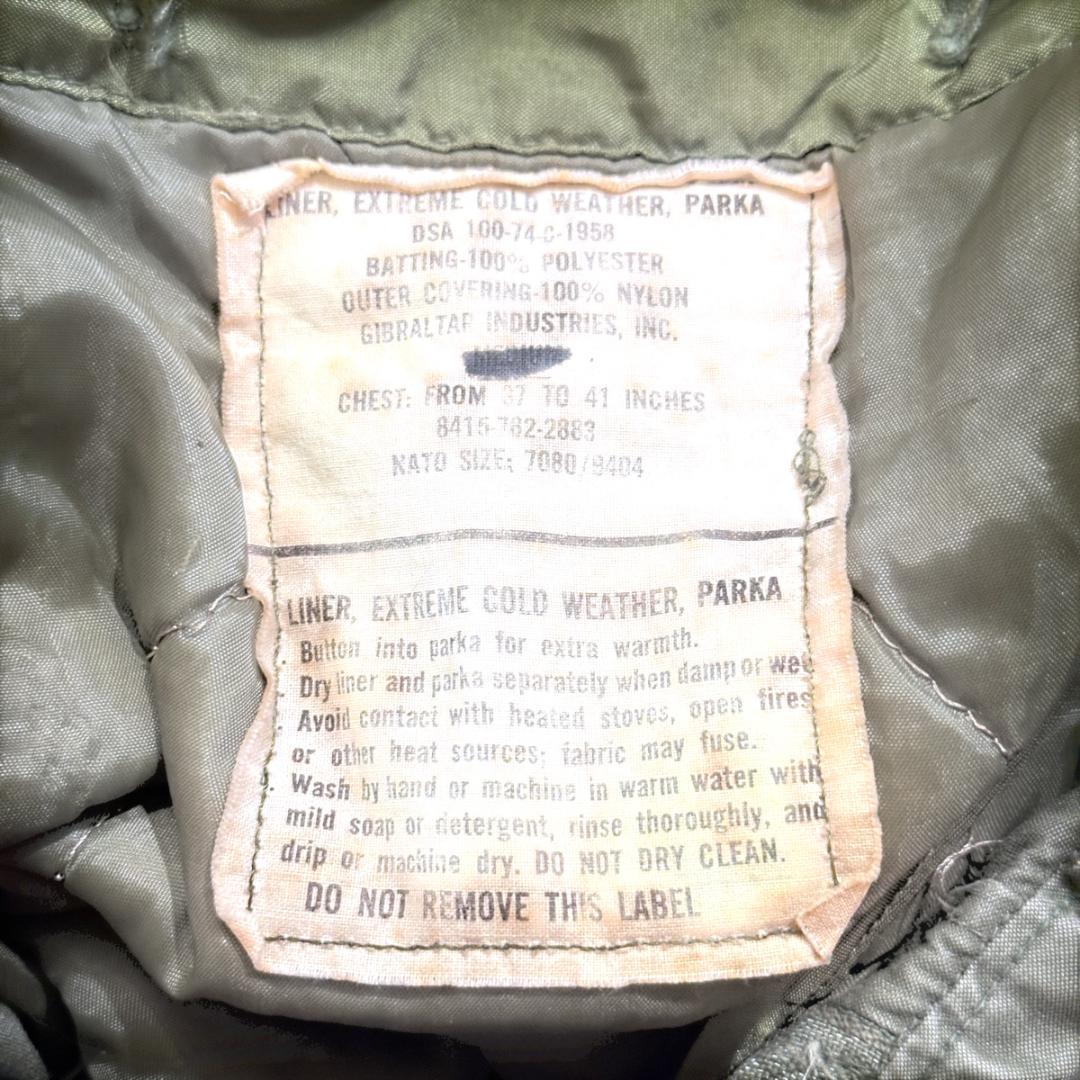 LINER, EXTREME COLD WEATHER, PARKA
DSA 100-74-C-1958
BATTING-100% POLYESTER
OUTER COVERING-100% NYLON
GIBRALTAR INDUSTRIES, INC.
CHEST: FROM 37 TO 41 INCHES
8415-782-2883
NATO SIZE: 7080/9404
LINER, EXTREME COLD WEATHER, PARKA
Button into parka for extra warmth.
Dry liner and parka separately when damp or wet
Avoid contact with heated stoves, open fires
or other heat sources; fabric may fuse.
Wash by hand or machine in warm water with
mild soap or detergent, rinse thoroughly, and
drip or machine dry. DO NOT DRY CLEAN.
DO NOT REMOVE THIS LABEL